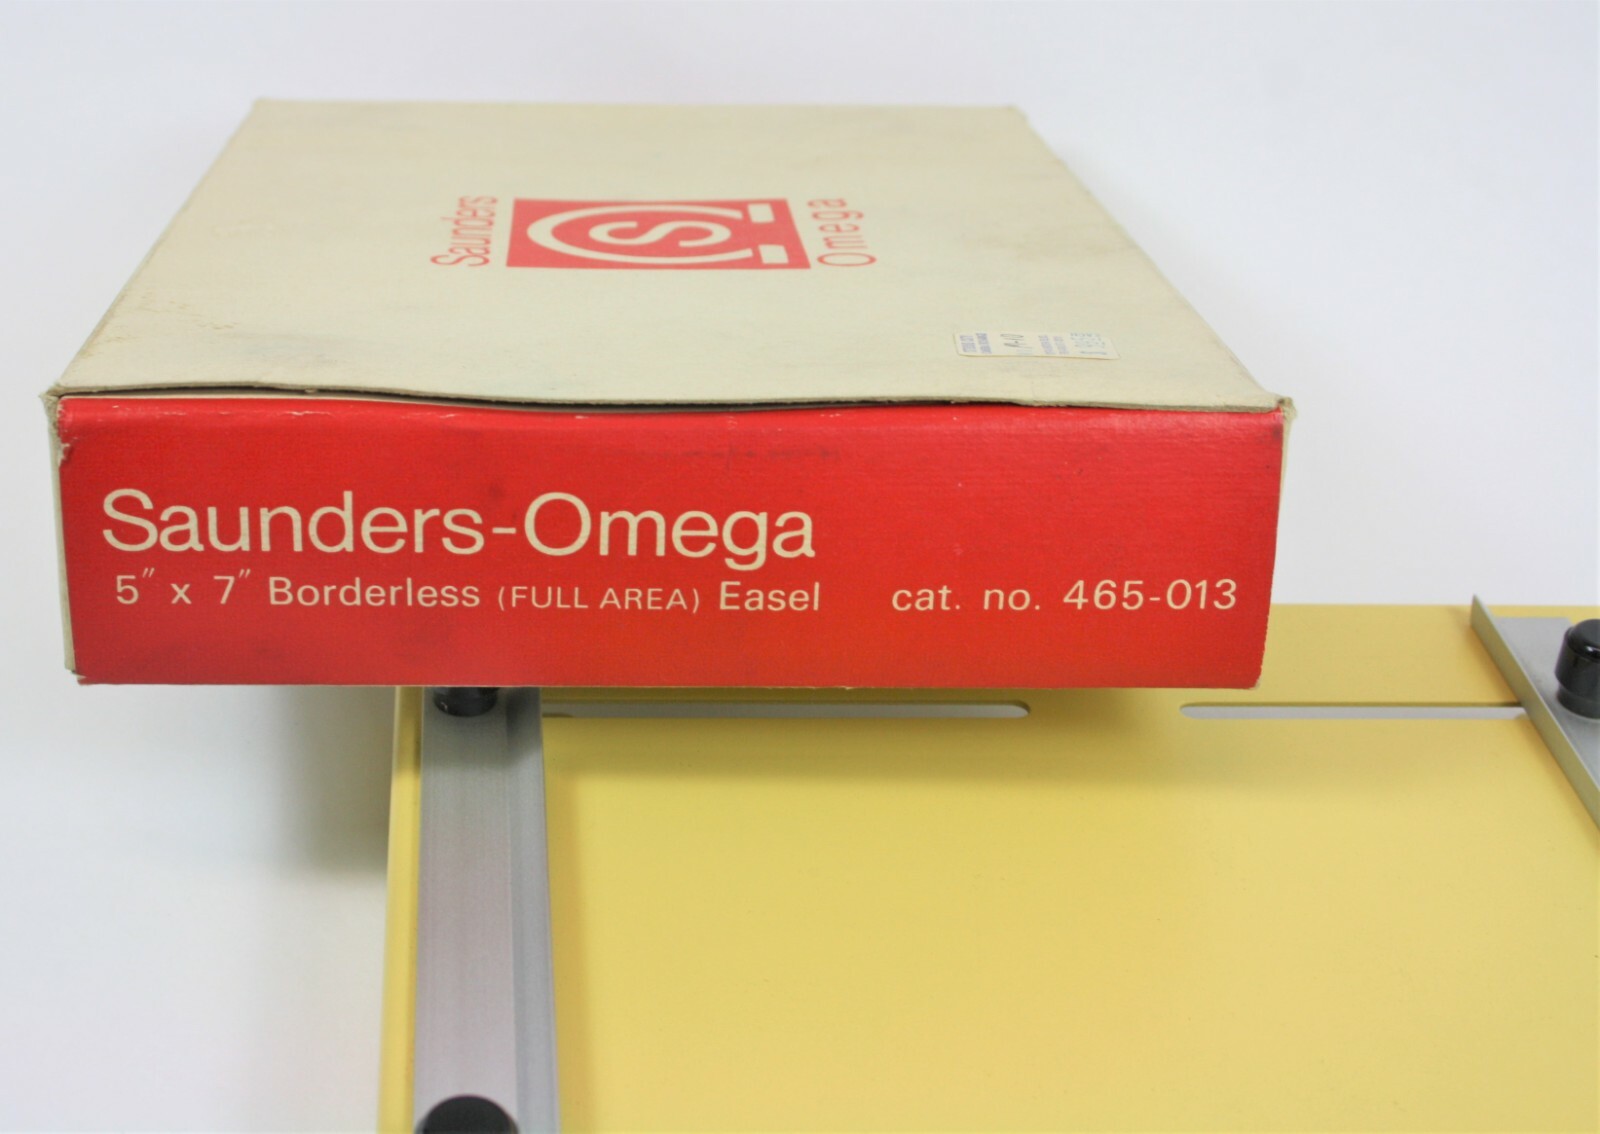 Saunders
Omega
Saunders-Omega
5" x 7" Borderless (FULL AREA) Easel cat. no. 465-013